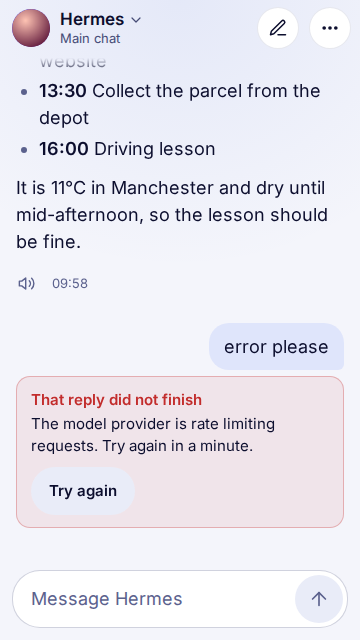 Hermes
Main chat
website
13:30 Collect the parcel from the
depot
16:00 Driving lesson
It is 11°C in Manchester and dry until
mid-afternoon, so the lesson should
be fine.
09:58
error please
That reply did not finish
The model provider is rate limiting
requests. Try again in a minute.
Try again
Message Hermes